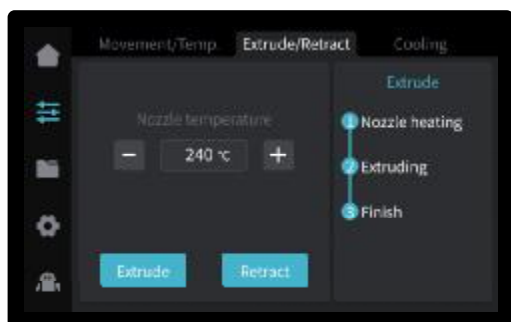 Movement/Temp. Extrude/Retract Cooling
Extrude
Nozzle temperature
1 Nozzle heating
− 240 ℃ +
2 Extruding
3 Finish
Extrude Retract